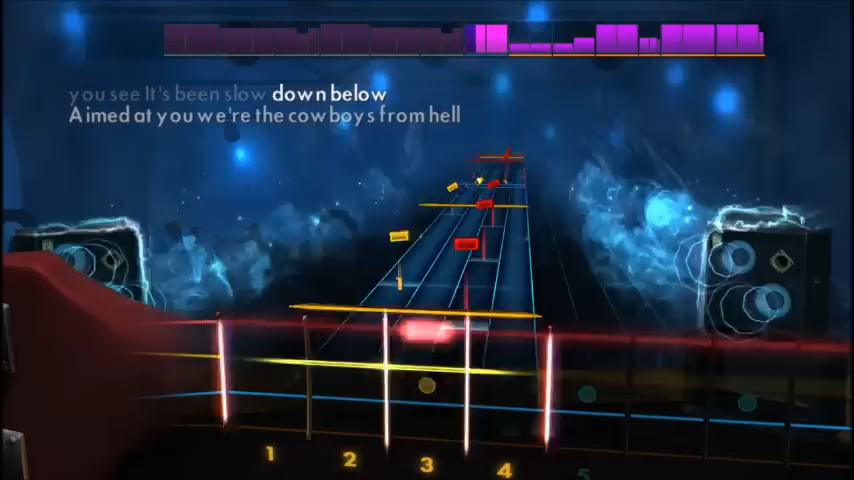 you see It's been slow down below
Aimed at you we're the cowboys from hell
1 2 3 4 5